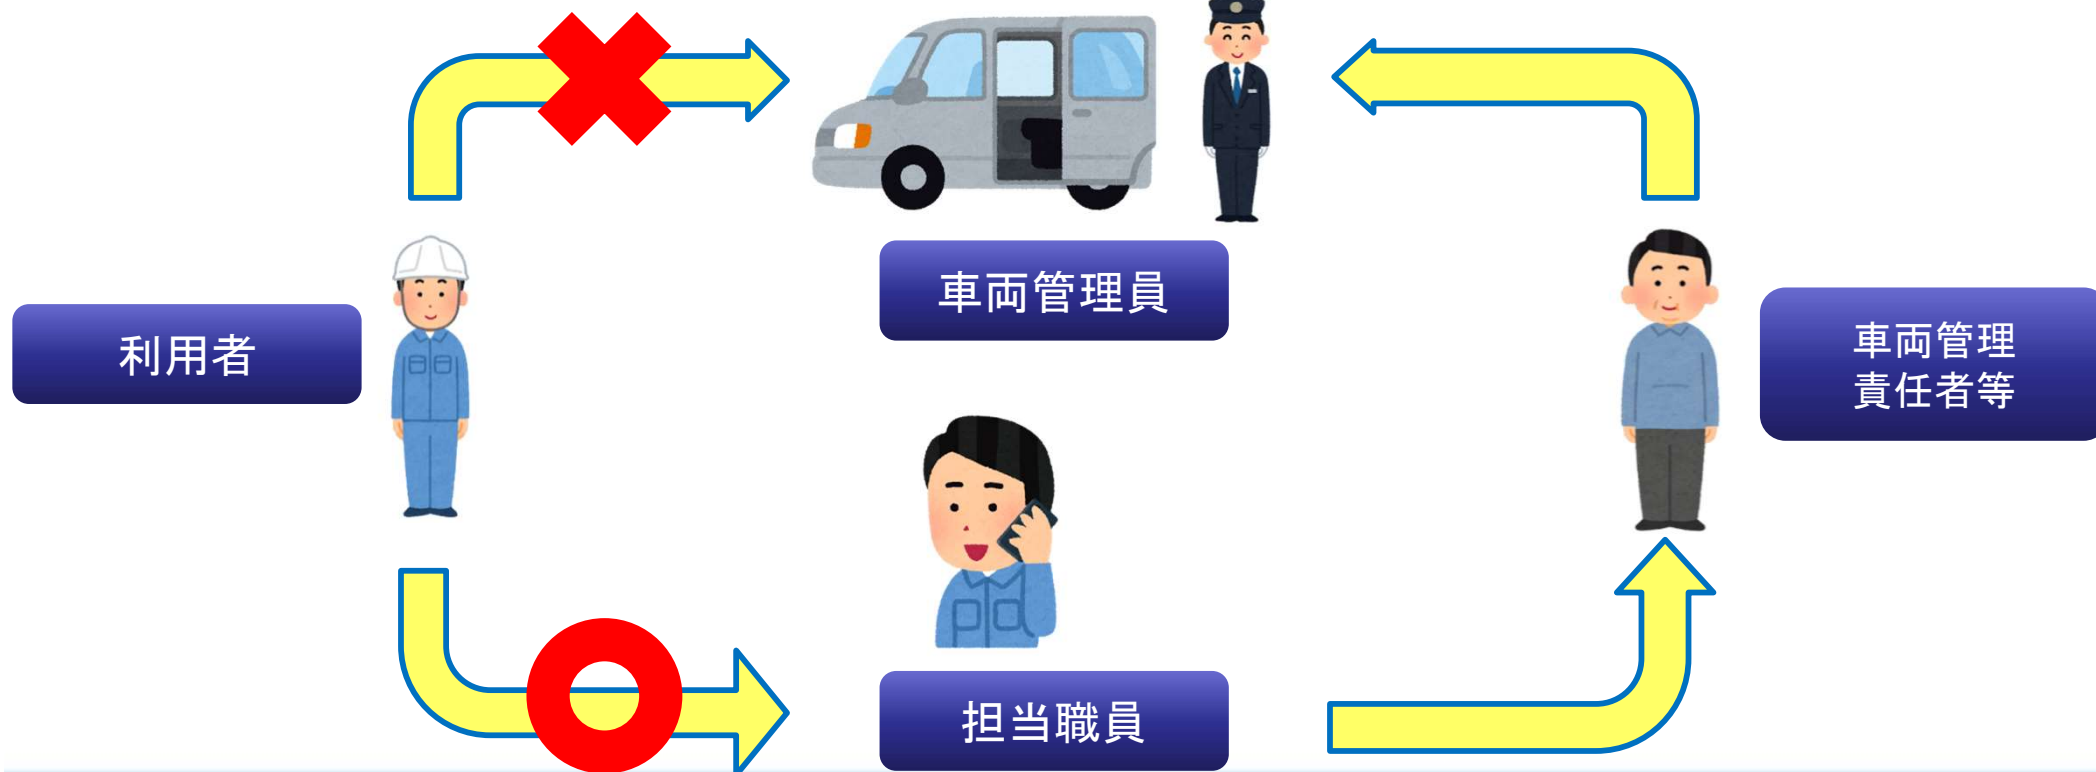 車両管理員
利用者
車両管理
責任者等
担当職員